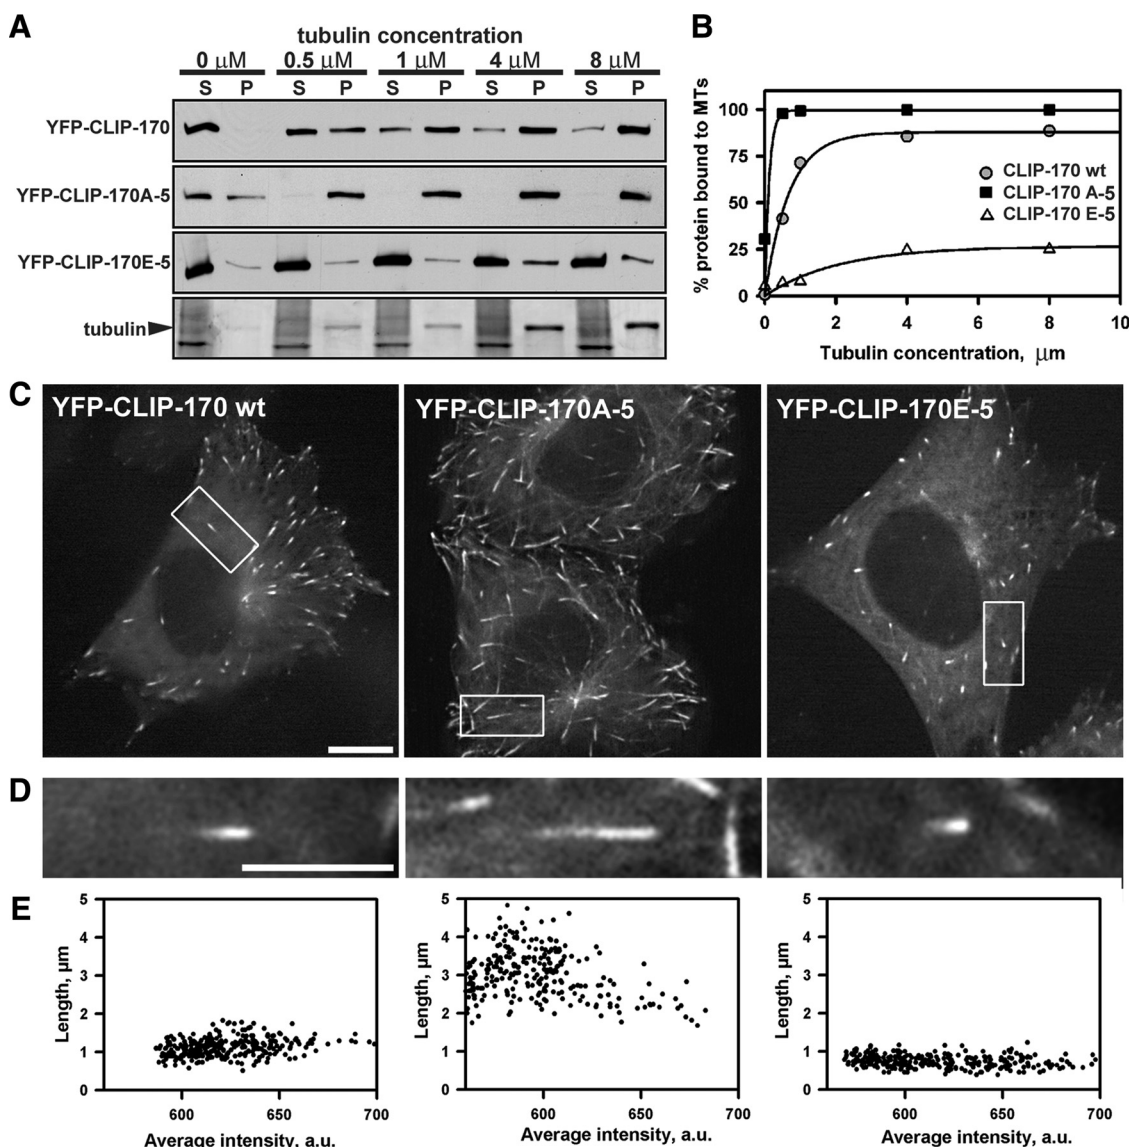 A
tubulin concentration
0 μM 0.5 μM 1 μM 4 μM 8 μM
S P S P S P S P S P
YFP-CLIP-170
YFP-CLIP-170A-5
YFP-CLIP-170E-5
tubulin
B
% protein bound to MTs
100
75
50
25
0
CLIP-170 wt
CLIP-170 A-5
CLIP-170 E-5
0 2 4 6 8 10
Tubulin concentration, μm
C
YFP-CLIP-170 wt
YFP-CLIP-170A-5
YFP-CLIP-170E-5
D
E
Length, μm
5
4
3
2
1
0
600 650 700
Average intensity, a.u.
Length, μm
5
4
3
2
1
0
600 650 700
Average intensity, a.u.
Length, μm
5
4
3
2
1
0
600 650 700
Average intensity, a.u.